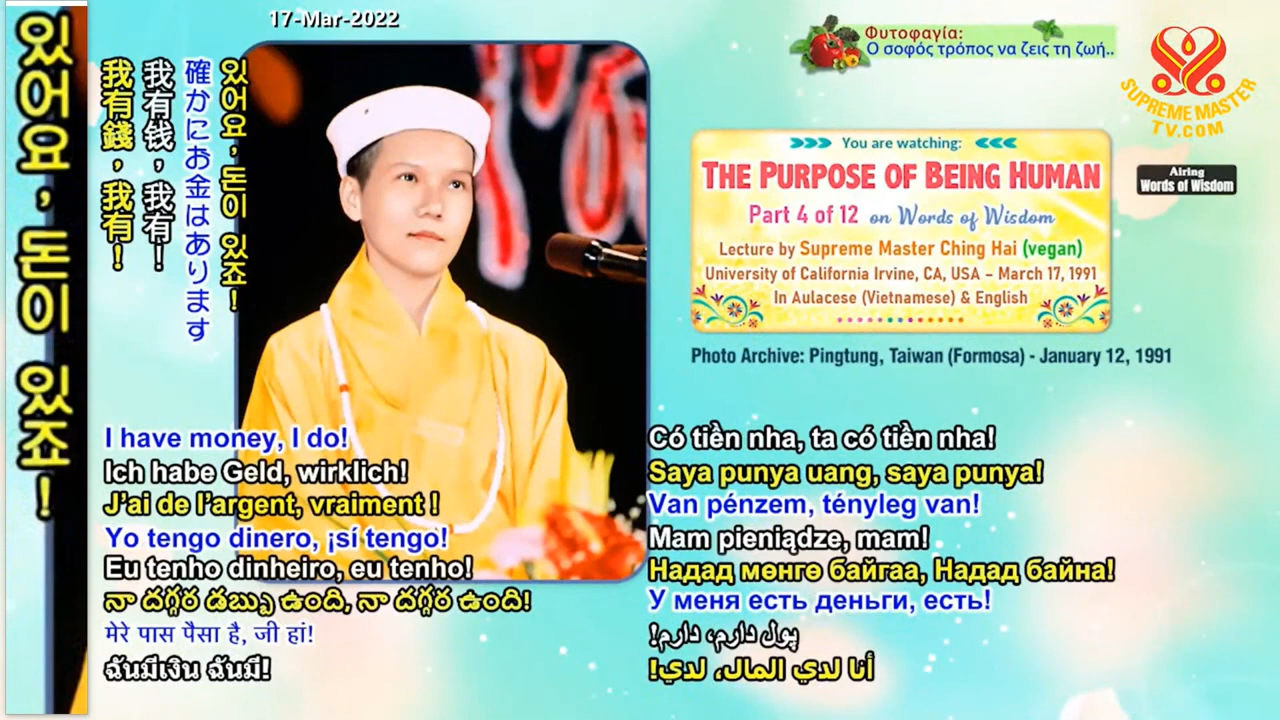 있어요, 돈이 있죠!
17-Mar-2022
我有錢，我有！
我有钱，我有！
確かにお金はあります
있어요, 돈이 있죠!
Φυτοφαγία:
Ο σοφός τρόπος να ζεις τη ζωή..
SUPREME MASTER
TV.COM
You are watching:
THE PURPOSE OF BEING HUMAN
Part 4 of 12 on Words of Wisdom
Lecture by Supreme Master Ching Hai (vegan)
University of California Irvine, CA, USA – March 17, 1991
In Aulacese (Vietnamese) & English
Airing
Words of Wisdom
Photo Archive: Pingtung, Taiwan (Formosa) - January 12, 1991
I have money, I do!
Ich habe Geld, wirklich!
J'ai de l'argent, vraiment !
Yo tengo dinero, ¡sí tengo!
Eu tenho dinheiro, eu tenho!
నా దగ్గర డబ్బు ఉంది, నా దగ్గర ఉంది!
मेरे पास पैसा है, जी हां!
ฉันมีเงิน ฉันมี!
Có tiền nha, ta có tiền nha!
Saya punya uang, saya punya!
Van pénzem, tényleg van!
Mam pieniądze, mam!
Надад мөнгө байгаа, Надад байна!
У меня есть деньги, есть!
پول دارم، دارم!
أنا لدي المال، لدي!